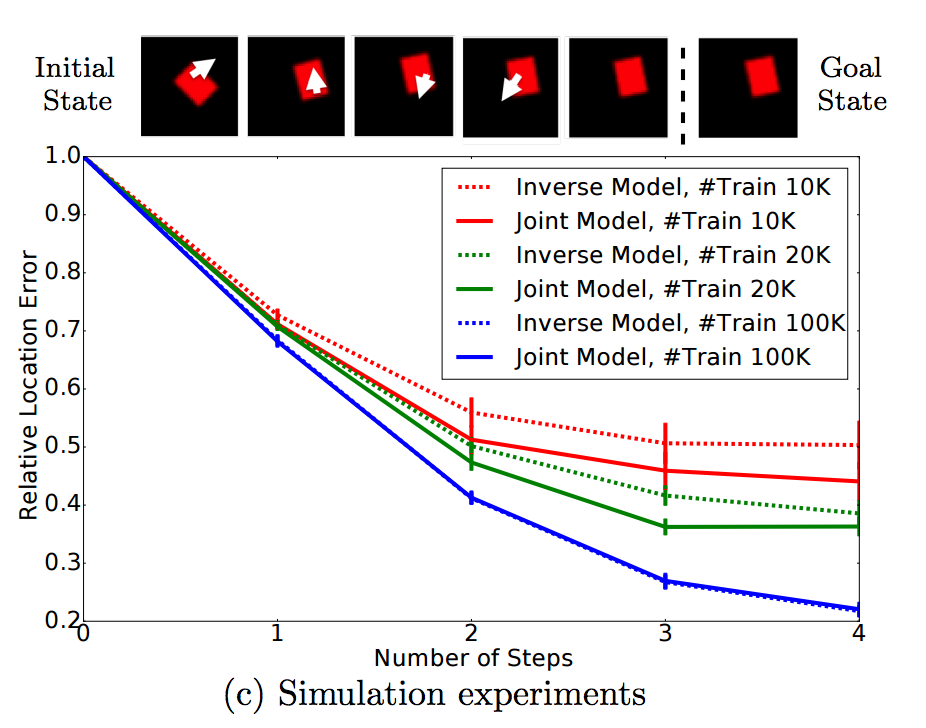 Initial
State
Goal
State
1.0
0.9
0.8
0.7
0.6
0.5
0.4
0.3
0.2
Relative Location Error
Inverse Model, #Train 10K
Joint Model, #Train 10K
Inverse Model, #Train 20K
Joint Model, #Train 20K
Inverse Model, #Train 100K
Joint Model, #Train 100K
0 1 2 3 4
Number of Steps
(c) Simulation experiments